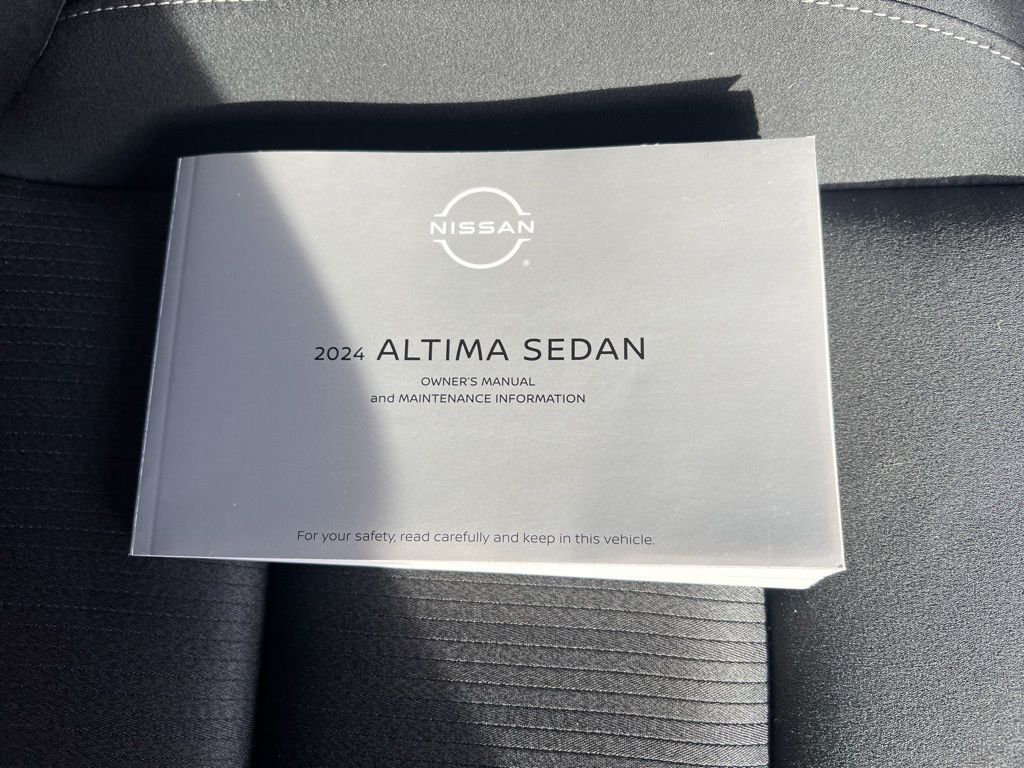 NISSAN
®
2024 ALTIMA SEDAN
OWNER'S MANUAL
and MAINTENANCE INFORMATION
For your safety, read carefully and keep in this vehicle.